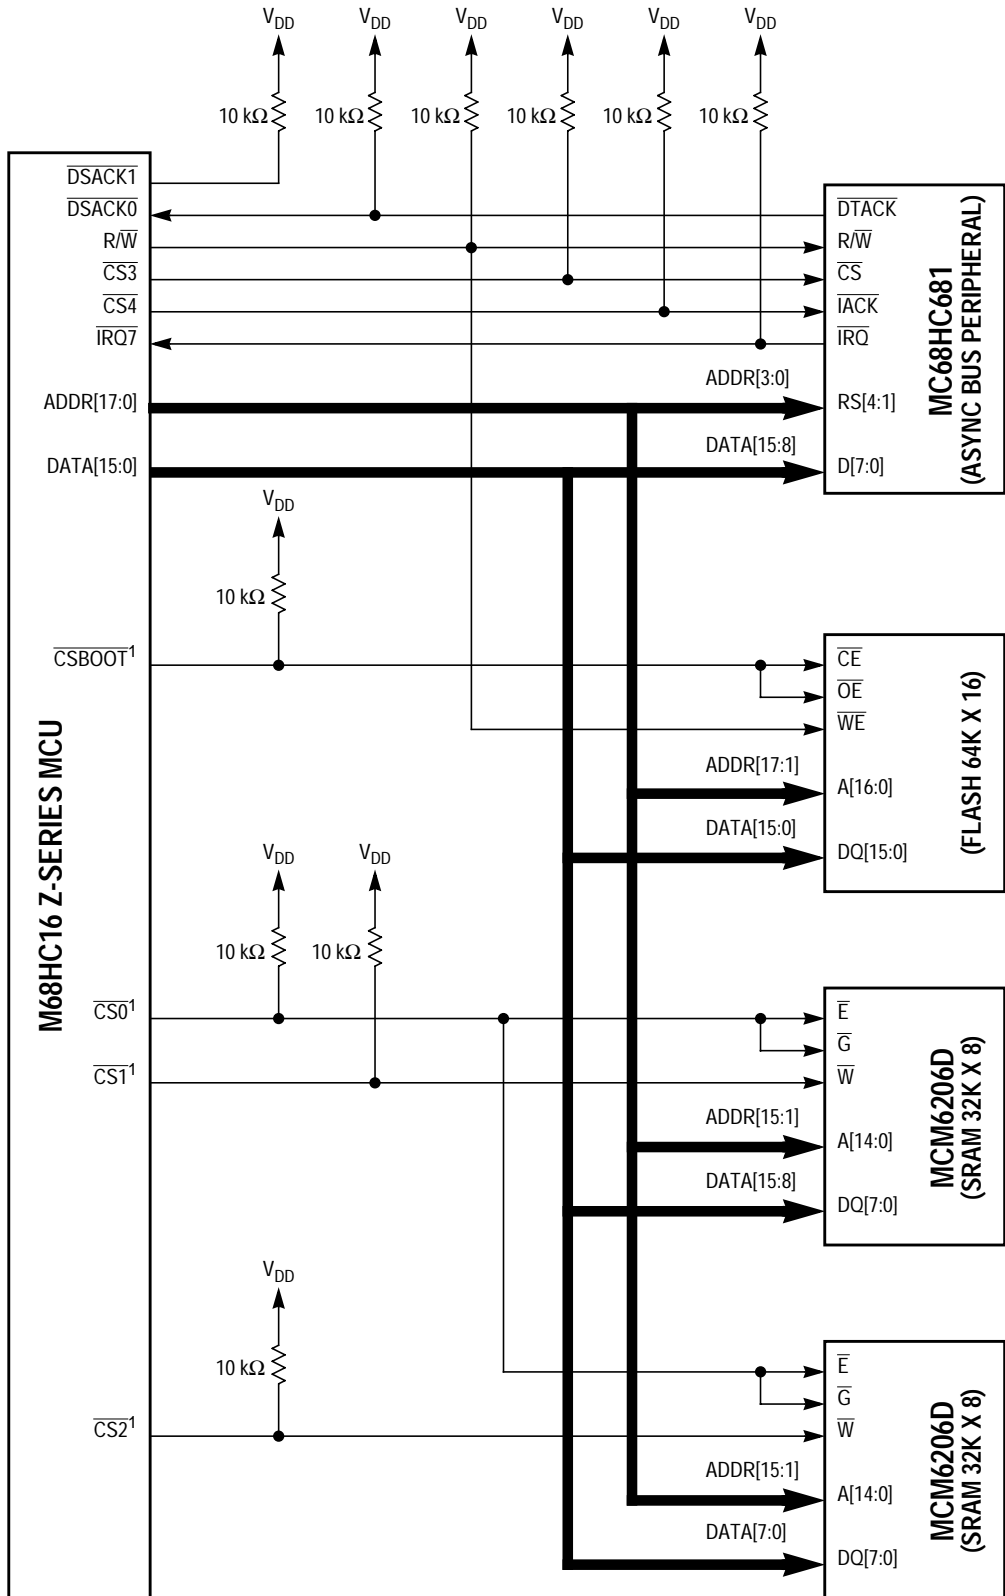 VDD VDD VDD VDD VDD VDD
10 kΩ 10 kΩ 10 kΩ 10 kΩ 10 kΩ 10 kΩ
M68HC16 Z-SERIES MCU
DSACK1
DSACK0
R/W
CS3
CS4
IRQ7
ADDR[17:0]
DATA[15:0]
CSBOOT1
CS01
CS11
CS21
ADDR[3:0]
DATA[15:8]
DTACK
R/W
CS
IACK
IRQ
RS[4:1]
D[7:0]
MC68HC681
(ASYNC BUS PERIPHERAL)
VDD
10 kΩ
ADDR[17:1]
DATA[15:0]
CE
OE
WE
A[16:0]
DQ[15:0]
(FLASH 64K X 16)
VDD VDD
10 kΩ 10 kΩ
ADDR[15:1]
DATA[15:8]
E
G
W
A[14:0]
DQ[7:0]
MCM6206D
(SRAM 32K X 8)
VDD
10 kΩ
ADDR[15:1]
DATA[7:0]
E
G
W
A[14:0]
DQ[7:0]
MCM6206D
(SRAM 32K X 8)